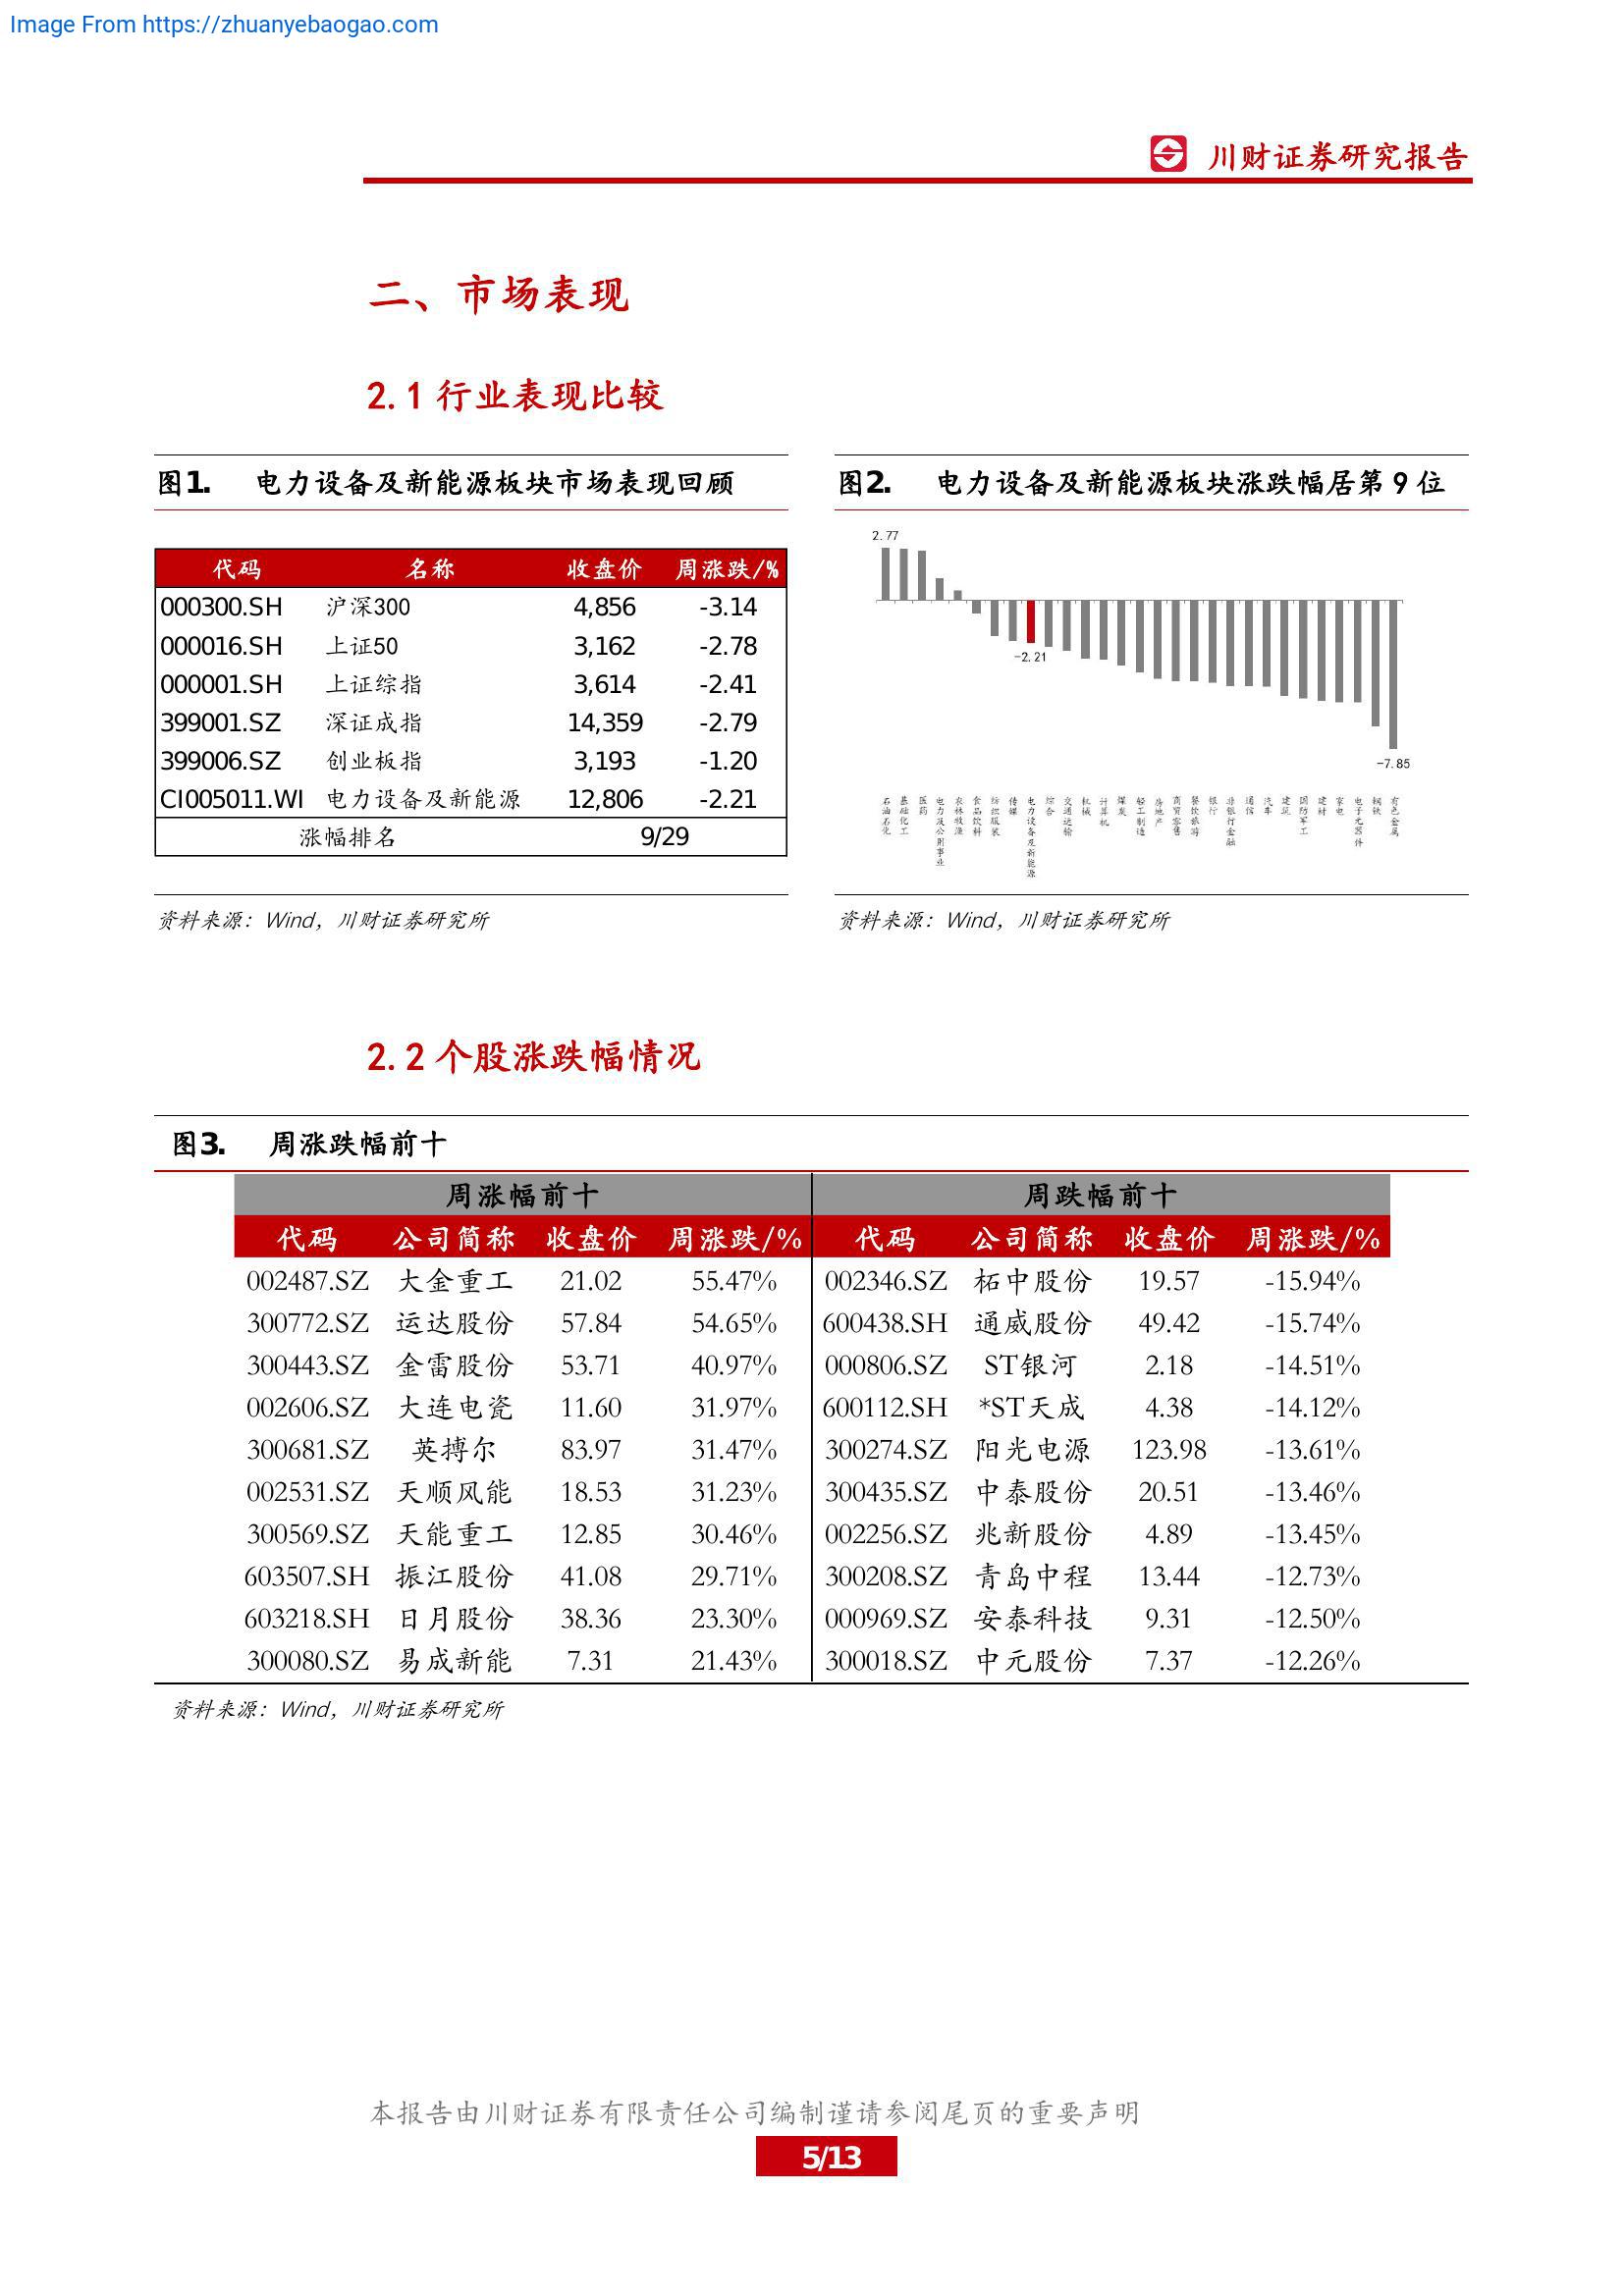 Image From https://zhuanyebaogao.com
川财证券研究报告
二、市场表现
2.1 行业表现比较
图1. 电力设备及新能源板块市场表现回顾
代码 名称 收盘价 周涨跌/%
000300.SH 沪深300 4,856 -3.14
000016.SH 上证50 3,162 -2.78
000001.SH 上证综指 3,614 -2.41
399001.SZ 深证成指 14,359 -2.79
399006.SZ 创业板指 3,193 -1.20
CI005011.WI 电力设备及新能源 12,806 -2.21
涨幅排名 9/29
资料来源：Wind，川财证券研究所
图2. 电力设备及新能源板块涨跌幅居第 9 位
2.77
-2.21
-7.85
石油石化
基础化工
医药
电力及公用事业
农林牧渔
食品饮料
纺织服装
传媒
电力设备及新能源
综合
交通运输
机械
计算机
煤炭
轻工制造
房地产
商贸零售
餐饮旅游
银行
非银行金融
通信
汽车
建筑
国防军工
建材
家电
电子元器件
钢铁
有色金属
资料来源：Wind，川财证券研究所
2.2 个股涨跌幅情况
图3. 周涨跌幅前十
周涨幅前十 周跌幅前十
代码 公司简称 收盘价 周涨跌/% 代码 公司简称 收盘价 周涨跌/%
002487.SZ 大金重工 21.02 55.47% 002346.SZ 柘中股份 19.57 -15.94%
300772.SZ 运达股份 57.84 54.65% 600438.SH 通威股份 49.42 -15.74%
300443.SZ 金雷股份 53.71 40.97% 000806.SZ ST银河 2.18 -14.51%
002606.SZ 大连电瓷 11.60 31.97% 600112.SH *ST天成 4.38 -14.12%
300681.SZ 英搏尔 83.97 31.47% 300274.SZ 阳光电源 123.98 -13.61%
002531.SZ 天顺风能 18.53 31.23% 300435.SZ 中泰股份 20.51 -13.46%
300569.SZ 天能重工 12.85 30.46% 002256.SZ 兆新股份 4.89 -13.45%
603507.SH 振江股份 41.08 29.71% 300208.SZ 青岛中程 13.44 -12.73%
603218.SH 日月股份 38.36 23.30% 000969.SZ 安泰科技 9.31 -12.50%
300080.SZ 易成新能 7.31 21.43% 300018.SZ 中元股份 7.37 -12.26%
资料来源：Wind，川财证券研究所
本报告由川财证券有限责任公司编制谨请参阅尾页的重要声明
5/13